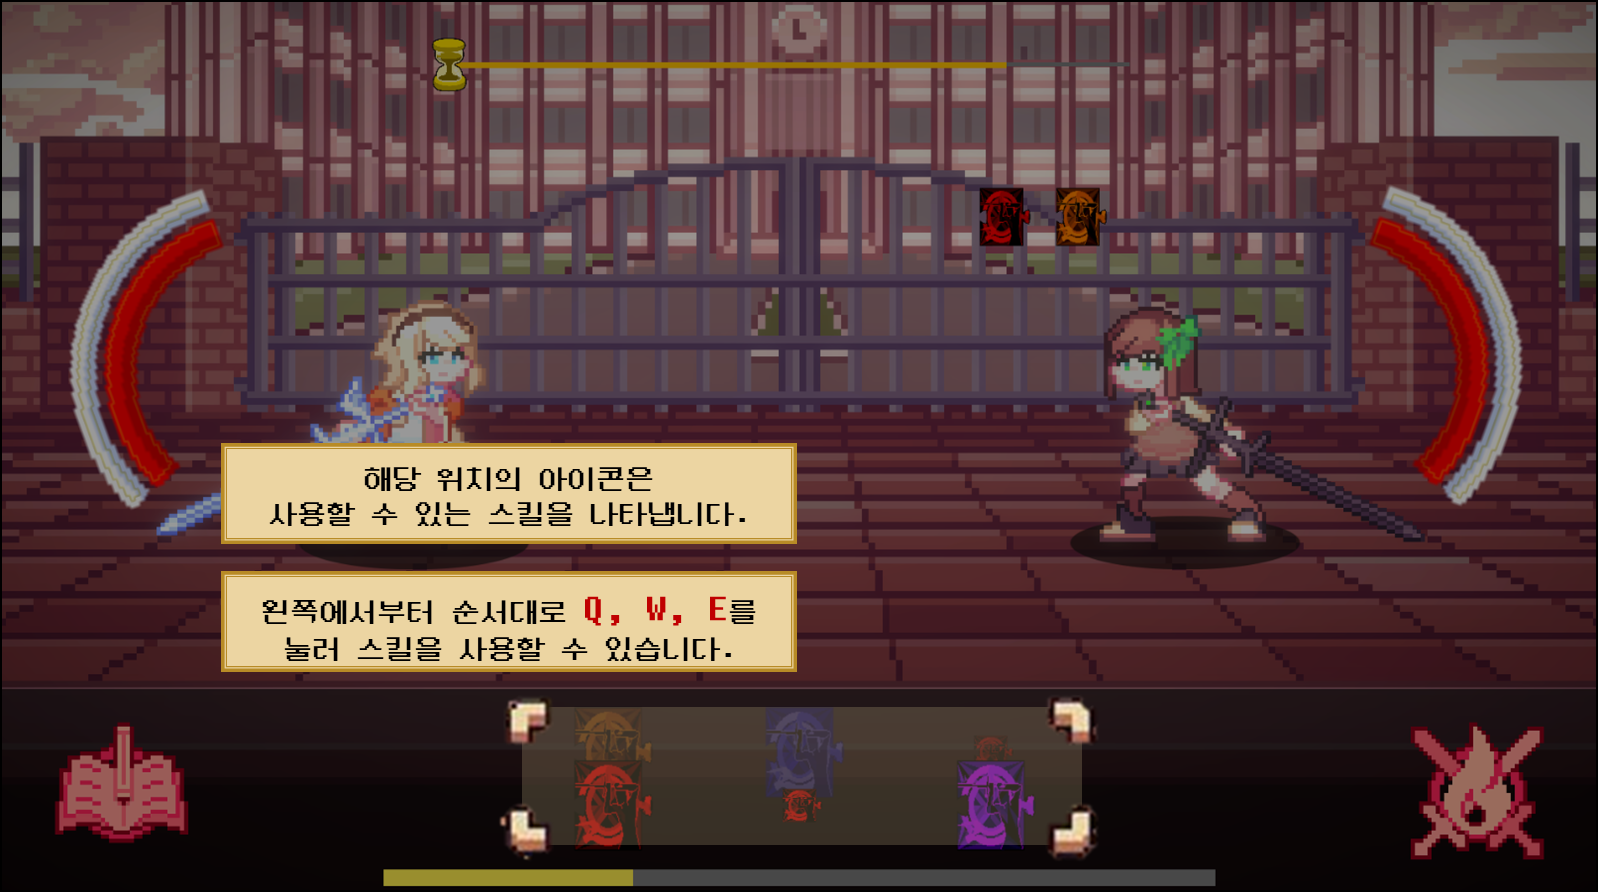 해당 위치의 아이콘은
사용할 수 있는 스킬을 나타냅니다.
왼쪽에서부터 순서대로 Q, W, E를
눌러 스킬을 사용할 수 있습니다.